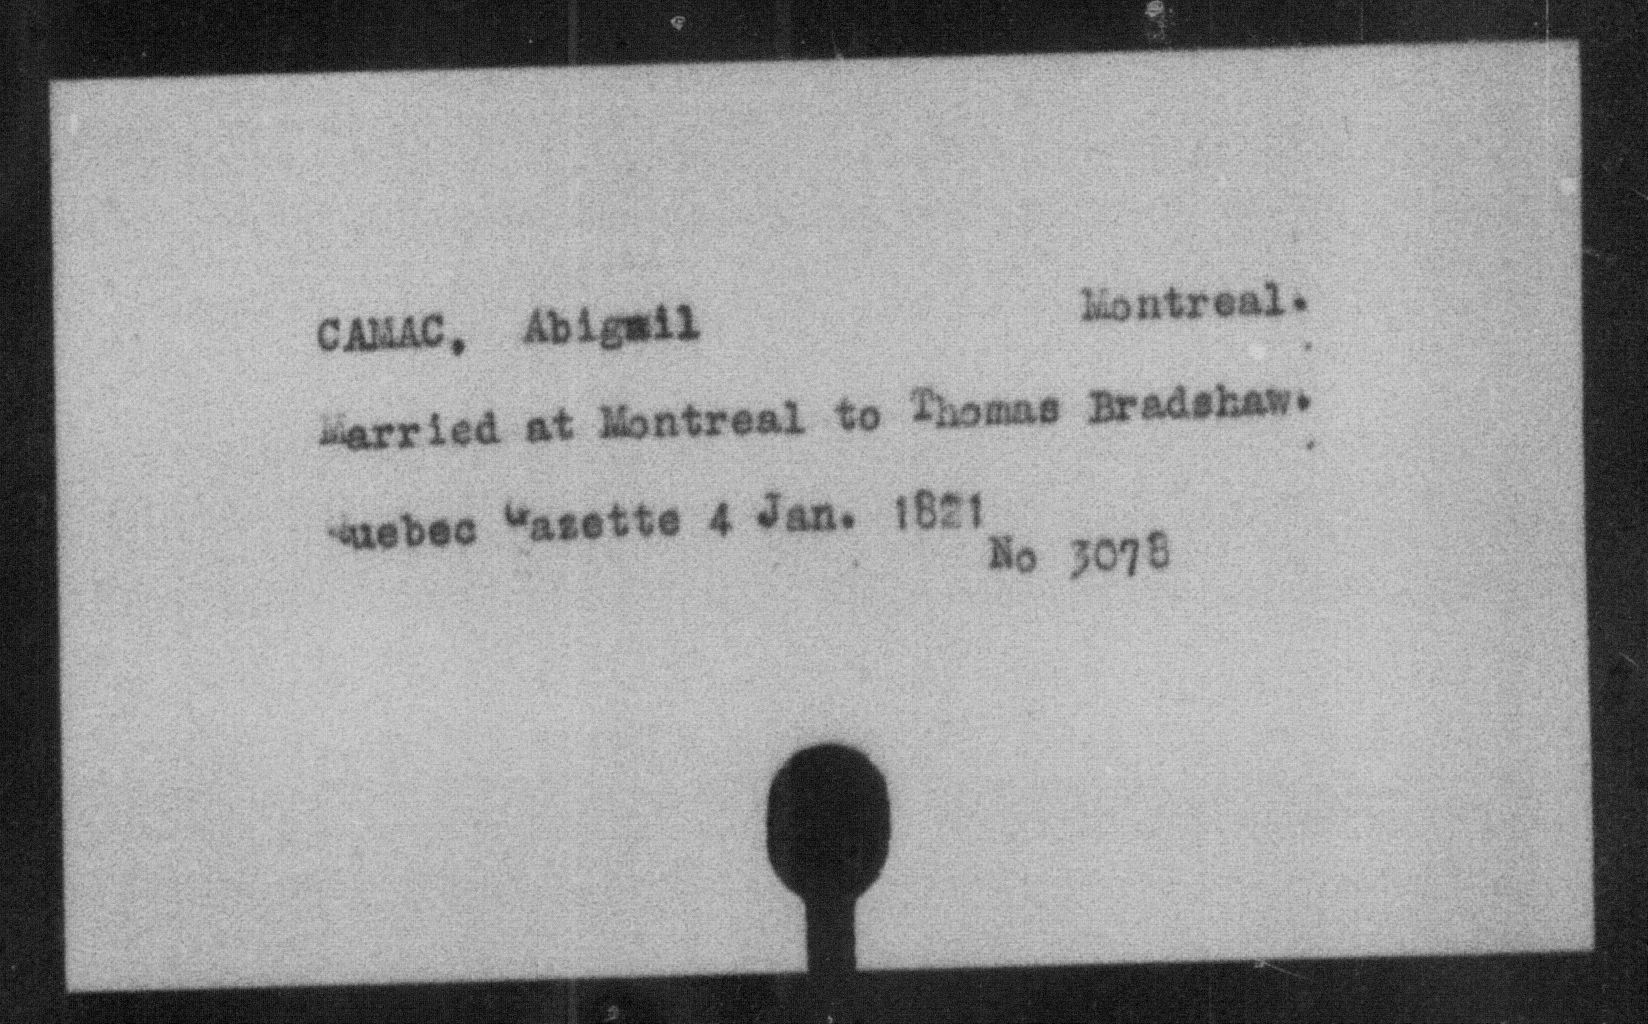 CAMAC, Abigail Montreal.
Married at Montreal to Thomas Bradshaw.
Quebec Gazette 4 Jan. 1821
No 3078